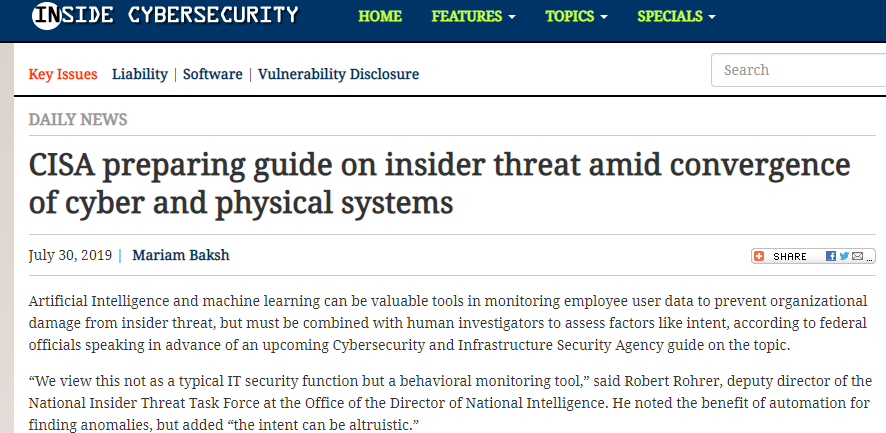 INSIDE CYBERSECURITY HOME FEATURES TOPICS SPECIALS
Key Issues Liability | Software | Vulnerability Disclosure Search
DAILY NEWS
CISA preparing guide on insider threat amid convergence
of cyber and physical systems
July 30, 2019 | Mariam Baksh SHARE ...
Artificial Intelligence and machine learning can be valuable tools in monitoring employee user data to prevent organizational
damage from insider threat, but must be combined with human investigators to assess factors like intent, according to federal
officials speaking in advance of an upcoming Cybersecurity and Infrastructure Security Agency guide on the topic.
“We view this not as a typical IT security function but a behavioral monitoring tool,” said Robert Rohrer, deputy director of the
National Insider Threat Task Force at the Office of the Director of National Intelligence. He noted the benefit of automation for
finding anomalies, but added “the intent can be altruistic.”